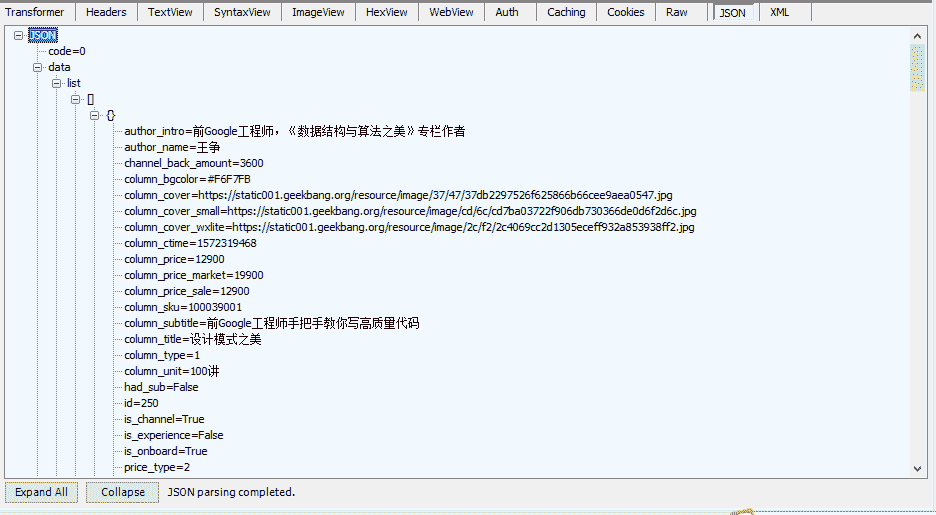 Transformer Headers TextView SyntaxView ImageView HexView WebView Auth Caching Cookies Raw JSON XML
JSON
code=0
data
list
[]
{}
author_intro=前Google工程师，《数据结构与算法之美》专栏作者
author_name=王争
channel_back_amount=3600
column_bgcolor=#F6F7FB
column_cover=https://static001.geekbang.org/resource/image/37/47/37db2297526f625866b66cee9aea0547.jpg
column_cover_small=https://static001.geekbang.org/resource/image/cd/6c/cd7ba03722f906db730366de0d6f2d6c.jpg
column_cover_wxlite=https://static001.geekbang.org/resource/image/2c/f2/2c4069cc2d1305eceff932a853938ff2.jpg
column_ctime=1572319468
column_price=12900
column_price_market=19900
column_price_sale=12900
column_sku=100039001
column_subtitle=前Google工程师手把手教你写高质量代码
column_title=设计模式之美
column_type=1
column_unit=100讲
had_sub=False
id=250
is_channel=True
is_experience=False
is_onboard=True
price_type=2
Expand All Collapse JSON parsing completed.